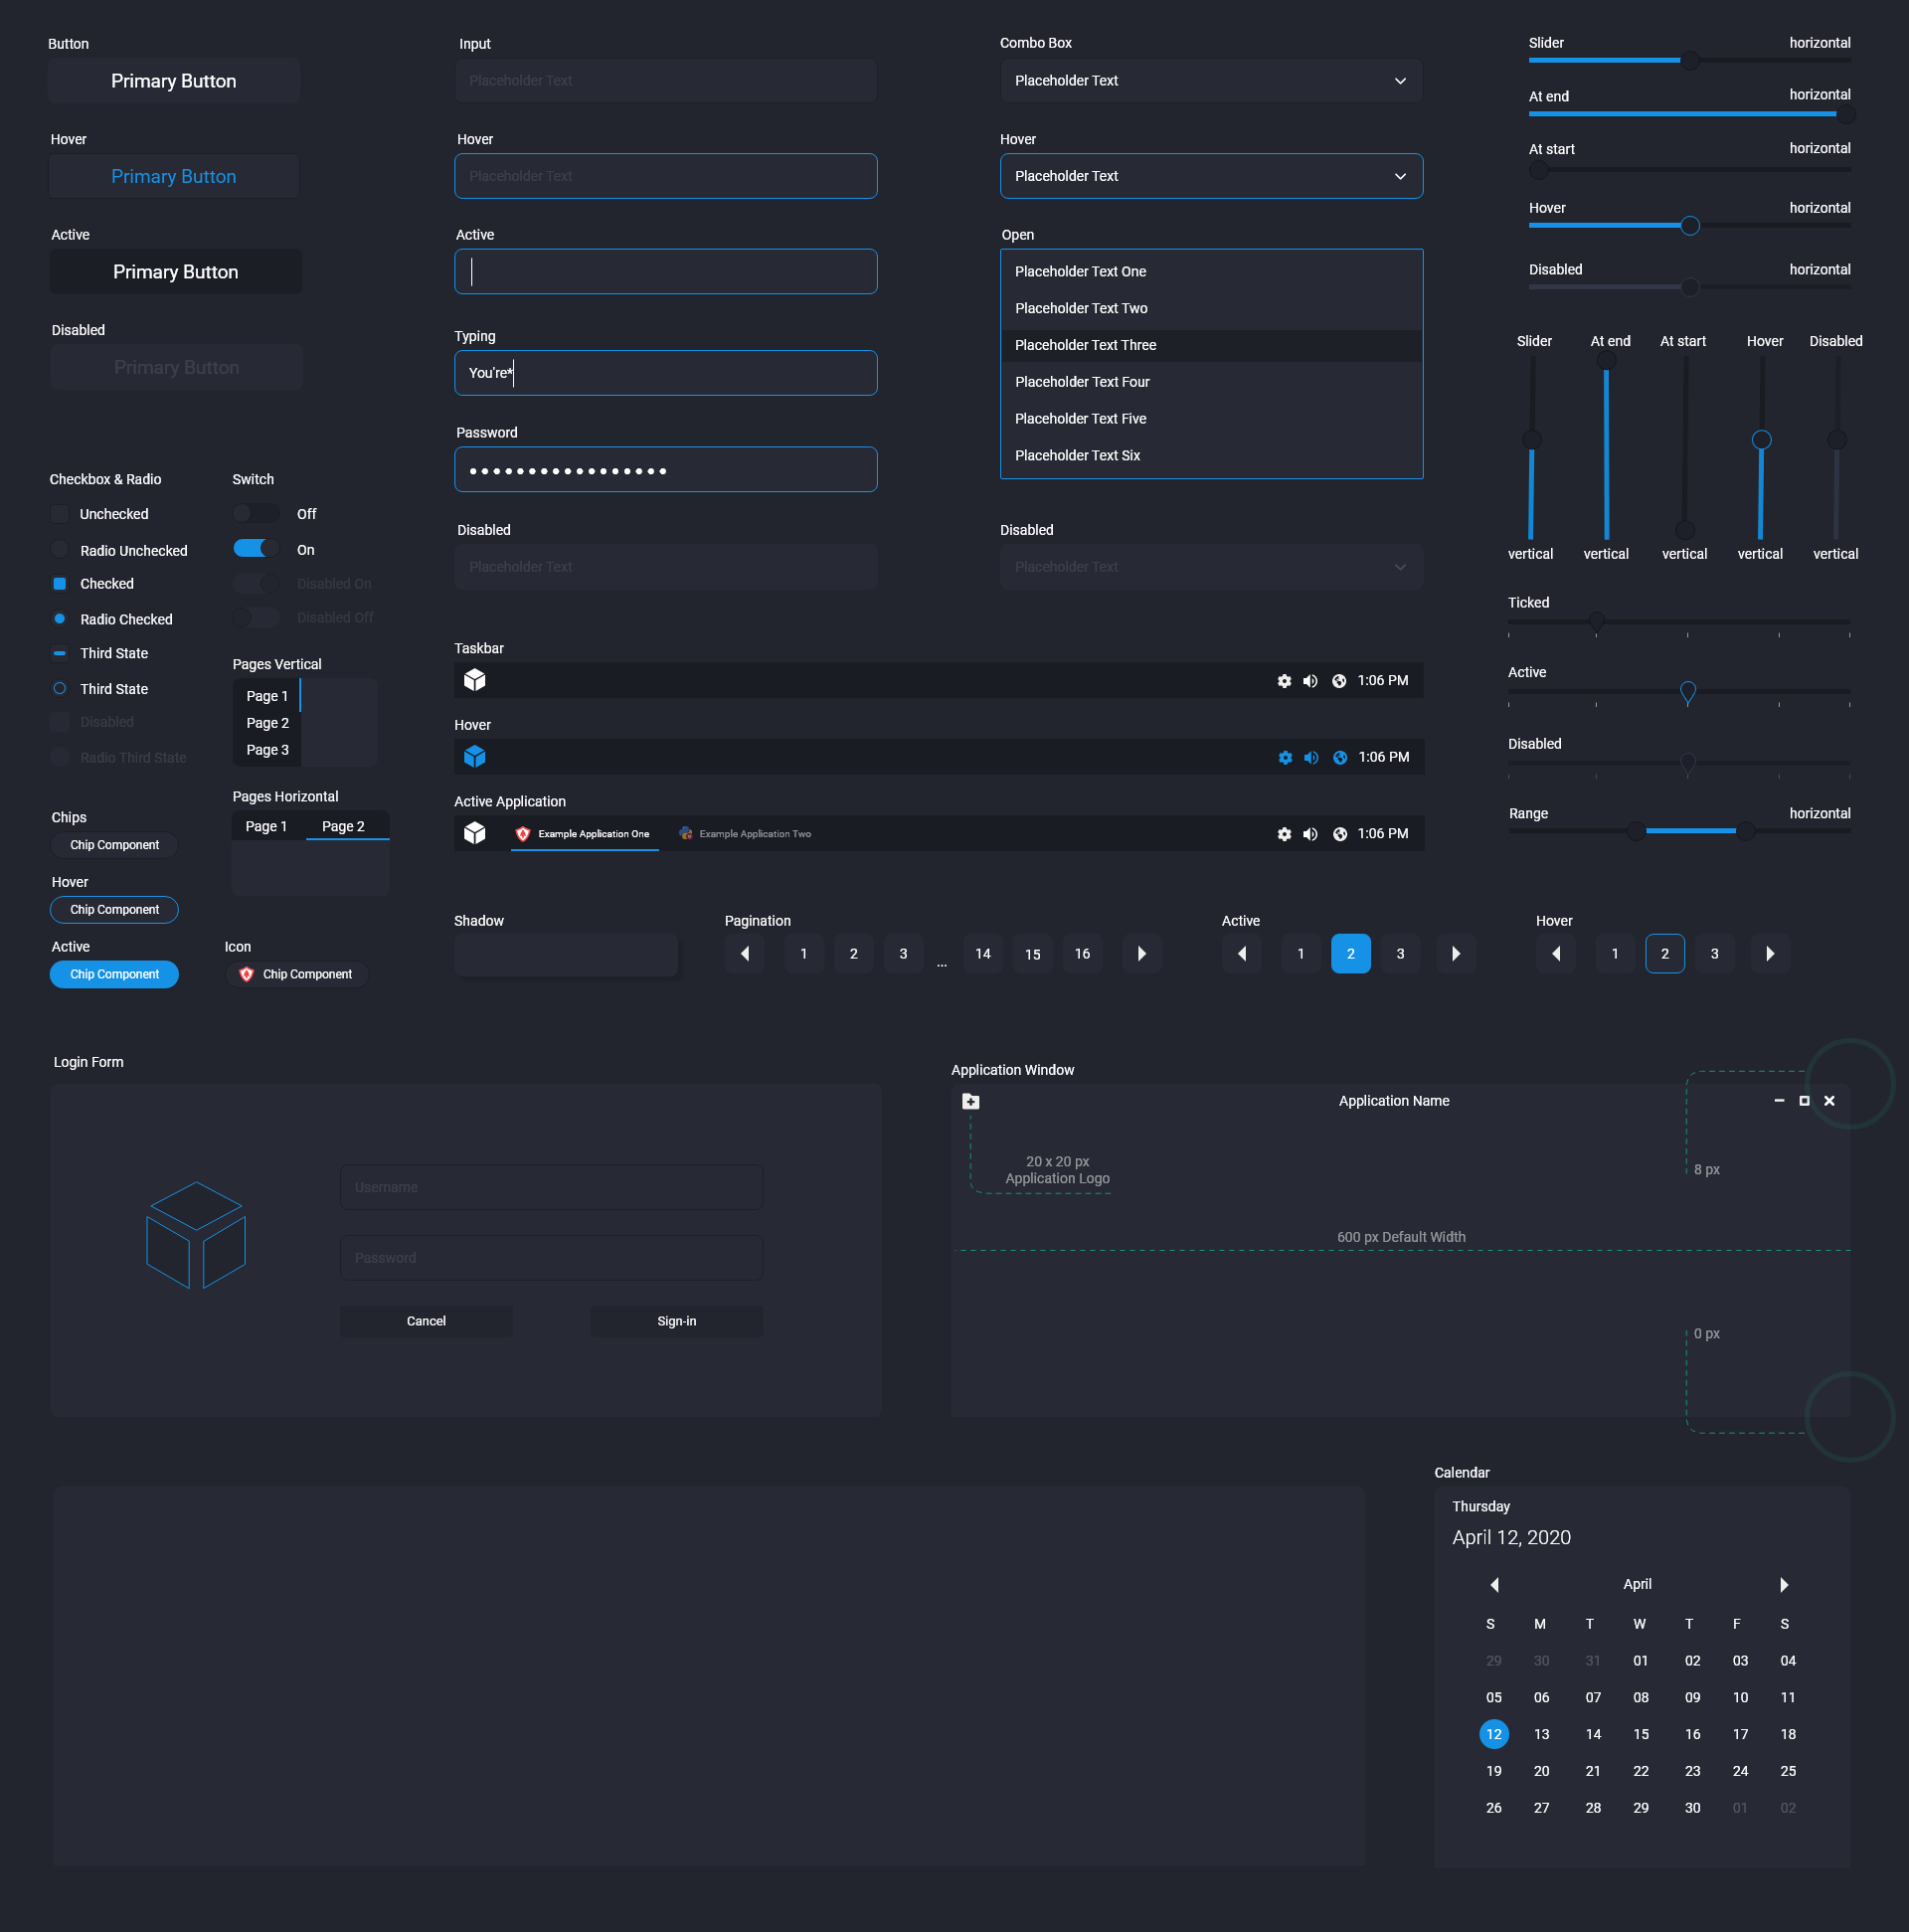 Button
Primary Button
Hover
Primary Button
Active
Primary Button
Disabled
Primary Button
Input
Placeholder Text
Hover
Placeholder Text
Active
Typing
You're*
Password
Disabled
Placeholder Text
Combo Box
Placeholder Text
Hover
Placeholder Text
Open
Placeholder Text One
Placeholder Text Two
Placeholder Text Three
Placeholder Text Four
Placeholder Text Five
Placeholder Text Six
Disabled
Placeholder Text
Slider horizontal
At end horizontal
At start horizontal
Hover horizontal
Disabled horizontal
Slider At end At start Hover Disabled
vertical vertical vertical vertical vertical
Ticked
Active
Disabled
Range horizontal
Checkbox & Radio
Unchecked
Radio Unchecked
Checked
Radio Checked
Third State
Third State
Disabled
Radio Third State
Switch
Off
On
Disabled On
Disabled Off
Pages Vertical
Page 1
Page 2
Page 3
Pages Horizontal
Page 1 Page 2
Chips
Chip Component
Hover
Chip Component
Active
Chip Component
Icon
Chip Component
Taskbar
1:06 PM
Hover
1:06 PM
Active Application
Example Application One Example Application Two 1:06 PM
Shadow
Pagination
1 2 3 ... 14 15 16
Active
1 2 3
Hover
1 2 3
Login Form
Username
Password
Cancel Sign-in
Application Window
Application Name
20 x 20 px
Application Logo
8 px
600 px Default Width
0 px
Calendar
Thursday
April 12, 2020
April
S M T W T F S
29 30 31 01 02 03 04
05 06 07 08 09 10 11
12 13 14 15 16 17 18
19 20 21 22 23 24 25
26 27 28 29 30 01 02